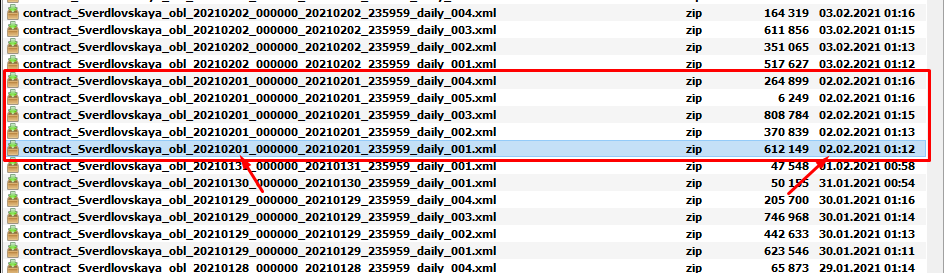 contract_Sverdlovskaya_obl_20210202_000000_20210202_235959_daily_004.xml zip 164 319 03.02.2021 01:16
contract_Sverdlovskaya_obl_20210202_000000_20210202_235959_daily_003.xml zip 611 856 03.02.2021 01:15
contract_Sverdlovskaya_obl_20210202_000000_20210202_235959_daily_002.xml zip 351 065 03.02.2021 01:13
contract_Sverdlovskaya_obl_20210202_000000_20210202_235959_daily_001.xml zip 517 627 03.02.2021 01:12
contract_Sverdlovskaya_obl_20210201_000000_20210201_235959_daily_004.xml zip 264 899 02.02.2021 01:16
contract_Sverdlovskaya_obl_20210201_000000_20210201_235959_daily_005.xml zip 6 249 02.02.2021 01:16
contract_Sverdlovskaya_obl_20210201_000000_20210201_235959_daily_003.xml zip 808 784 02.02.2021 01:15
contract_Sverdlovskaya_obl_20210201_000000_20210201_235959_daily_002.xml zip 370 839 02.02.2021 01:13
contract_Sverdlovskaya_obl_20210201_000000_20210201_235959_daily_001.xml zip 612 149 02.02.2021 01:12
contract_Sverdlovskaya_obl_20210131_000000_20210131_235959_daily_001.xml zip 47 548 01.02.2021 00:58
contract_Sverdlovskaya_obl_20210130_000000_20210130_235959_daily_001.xml zip 50 155 31.01.2021 00:54
contract_Sverdlovskaya_obl_20210129_000000_20210129_235959_daily_004.xml zip 205 700 30.01.2021 01:16
contract_Sverdlovskaya_obl_20210129_000000_20210129_235959_daily_003.xml zip 746 968 30.01.2021 01:14
contract_Sverdlovskaya_obl_20210129_000000_20210129_235959_daily_002.xml zip 442 633 30.01.2021 01:13
contract_Sverdlovskaya_obl_20210129_000000_20210129_235959_daily_001.xml zip 623 546 30.01.2021 01:11
contract_Sverdlovskaya_obl_20210128_000000_20210128_235959_daily_004.xml zip 65 873 29.01.2021 01:14